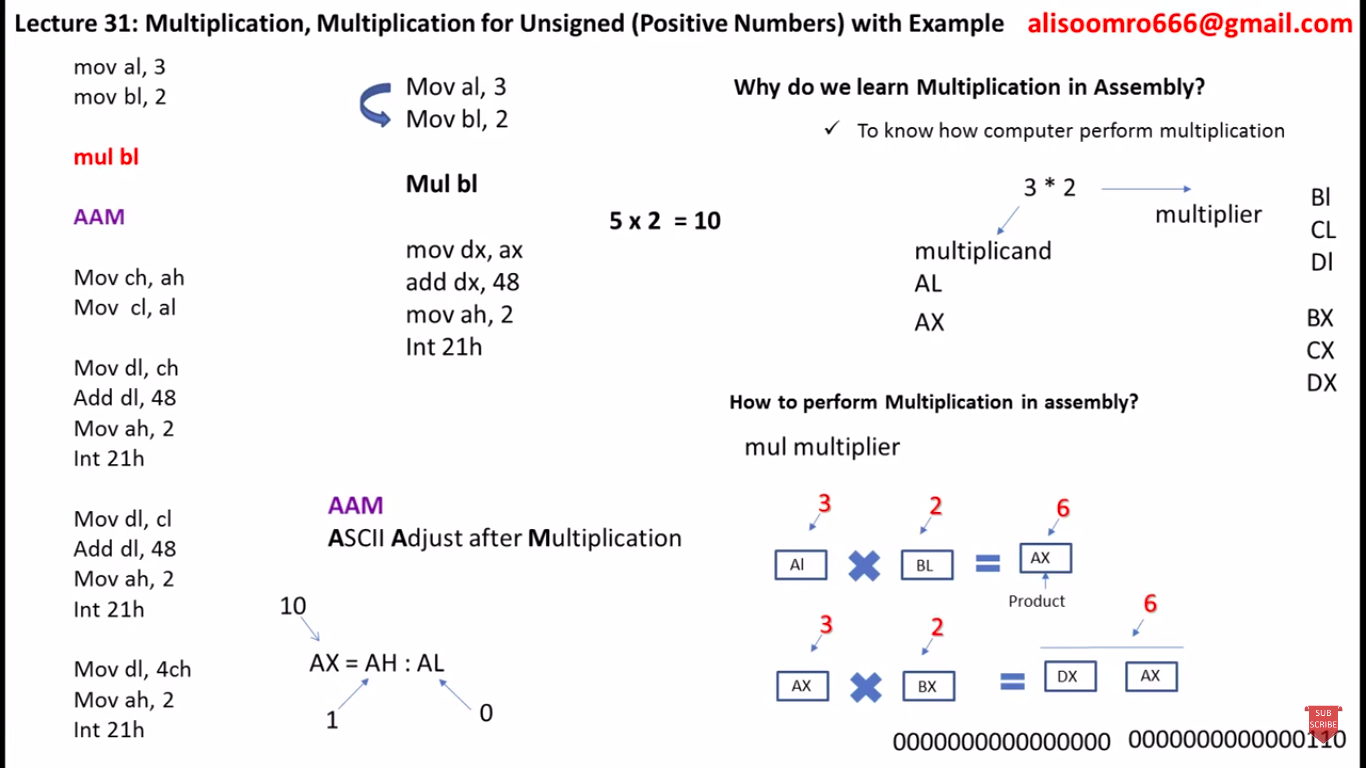 Lecture 31: Multiplication, Multiplication for Unsigned (Positive Numbers) with Example alisoomro666@gmail.com
mov al, 3
mov bl, 2
mul bl
AAM
Mov ch, ah
Mov cl, al
Mov dl, ch
Add dl, 48
Mov ah, 2
Int 21h
Mov dl, cl
Add dl, 48
Mov ah, 2
Int 21h
Mov dl, 4ch
Mov ah, 2
Int 21h
Mov al, 3
Mov bl, 2
Mul bl
5 x 2 = 10
mov dx, ax
add dx, 48
mov ah, 2
Int 21h
AAM
ASCII Adjust after Multiplication
10
AX = AH : AL
1
0
Why do we learn Multiplication in Assembly?
✓ To know how computer perform multiplication
3 * 2
multiplier
multiplicand
AL
AX
Bl
CL
Dl
BX
CX
DX
How to perform Multiplication in assembly?
mul multiplier
3 2 6
Al × BL = AX
Product
3 2 6
AX × BX = DX AX
0000000000000000 0000000000000110
SUB
SCRIBE